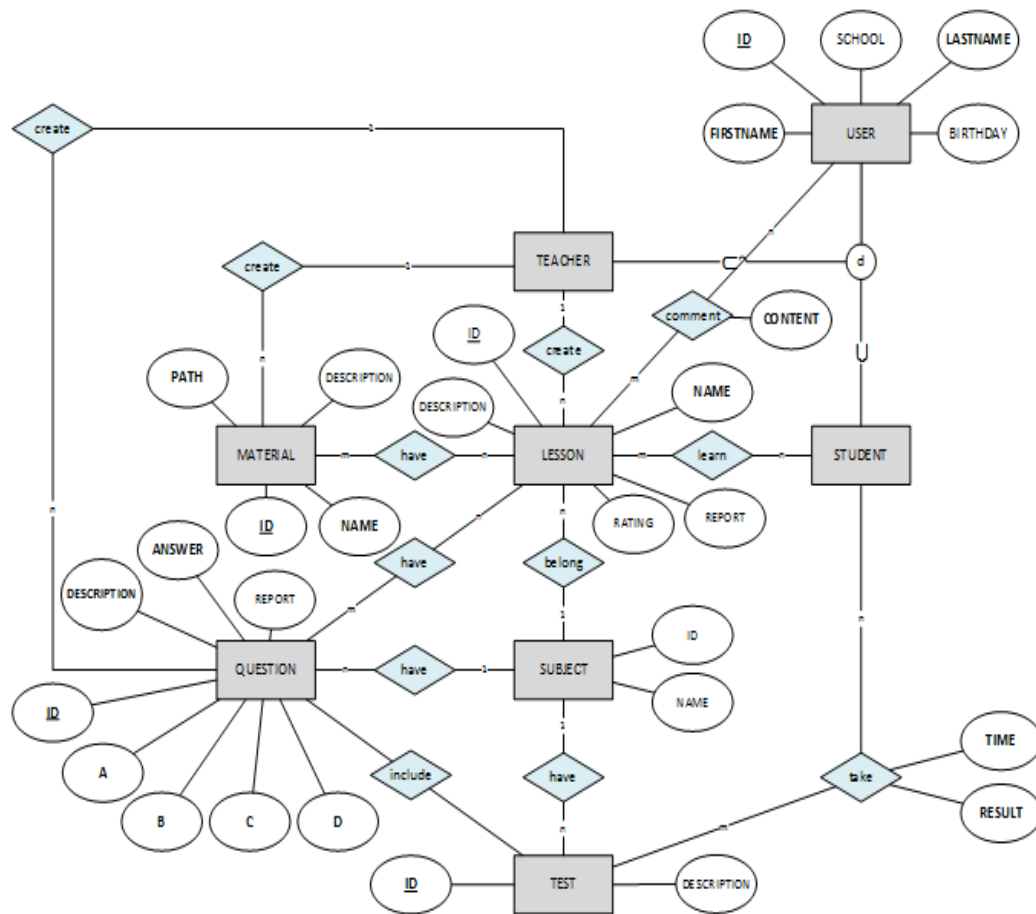 ID
SCHOOL
LASTNAME
create
1
FIRSTNAME
USER
BIRTHDAY
n
create
1
TEACHER
d
1
ID
comment
CONTENT
create
n
PATH
DESCRIPTION
m
NAME
DESCRIPTION
n
MATERIAL
m
have
n
LESSON
m
learn
n
STUDENT
n
ID
NAME
n
n
RATING
REPORT
ANSWER
have
belong
DESCRIPTION
REPORT
m
n
1
ID
QUESTION
n
have
1
SUBJECT
ID
NAME
1
A
include
have
take
TIME
B
C
D
m
RESULT
n
ID
TEST
DESCRIPTION